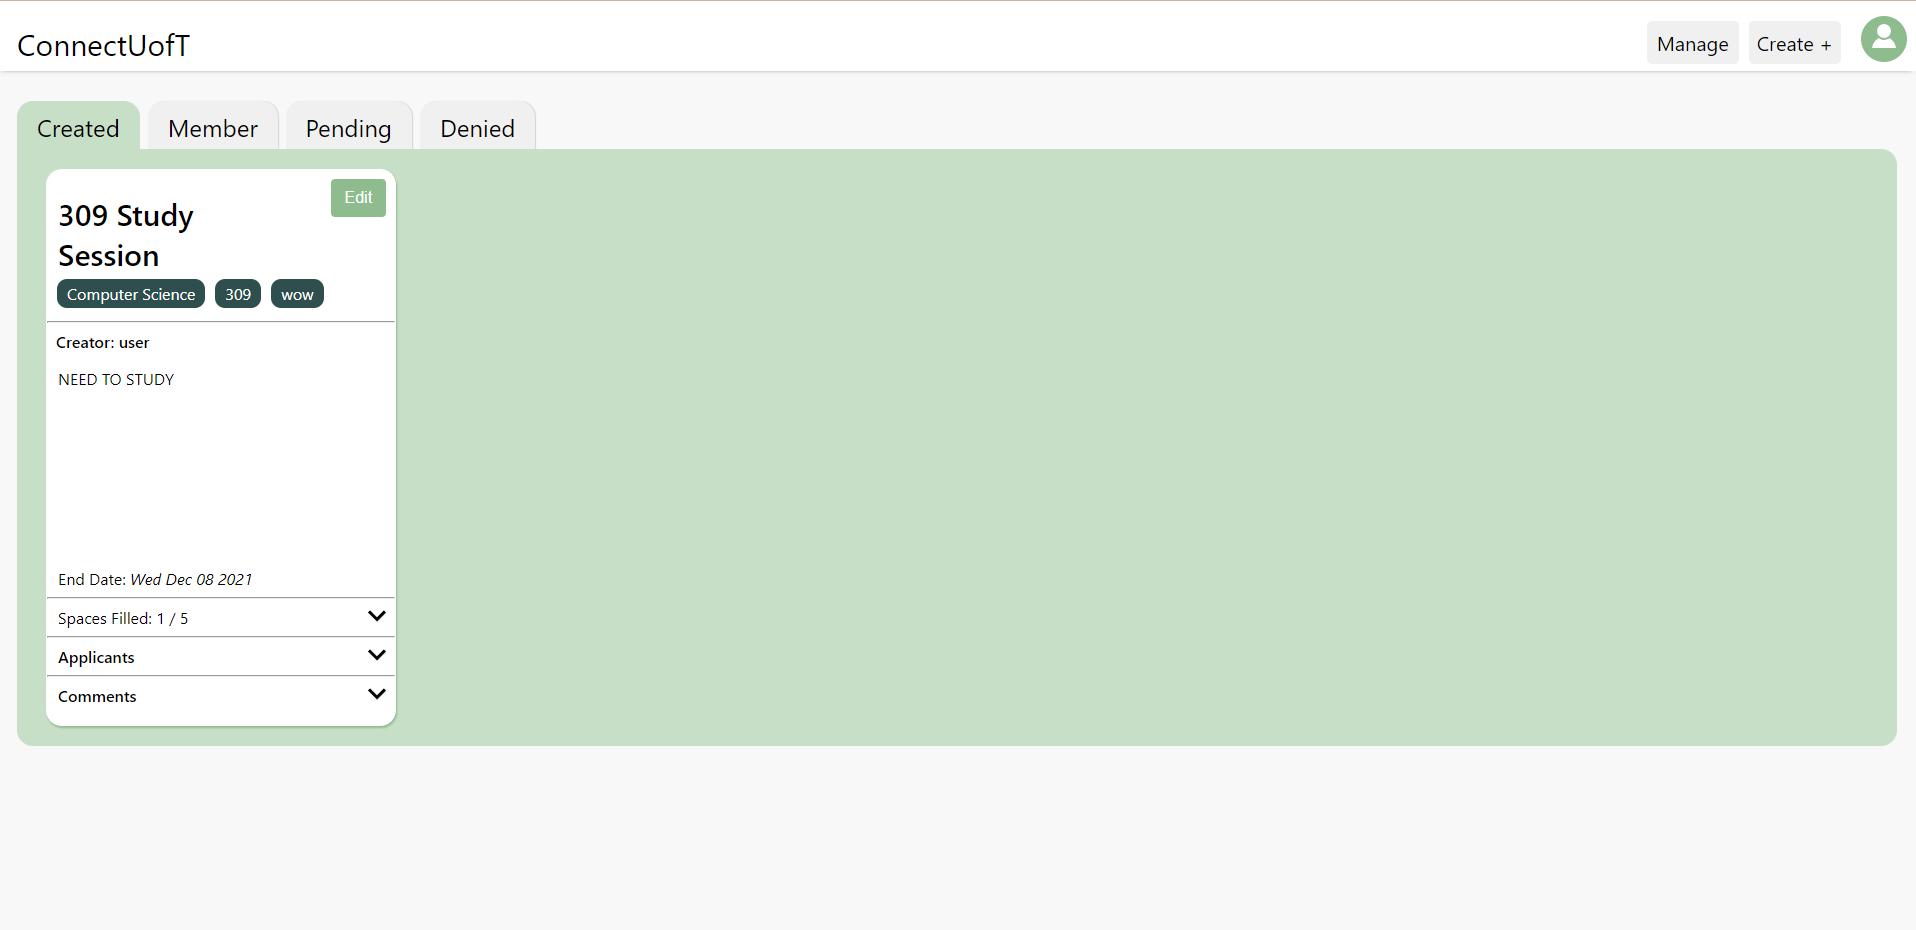 ConnectUofT
Manage
Create +
Created
Member
Pending
Denied
Edit
309 Study
Session
Computer Science
309
wow
Creator: user
NEED TO STUDY
End Date: Wed Dec 08 2021
Spaces Filled: 1 / 5
Applicants
Comments